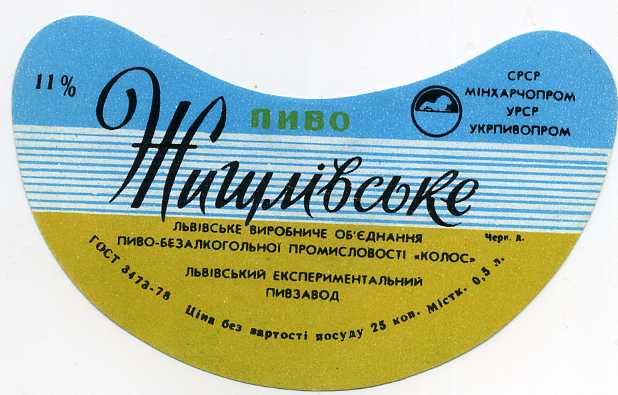 11%
ПИВО
Жигулівське
СРСР
МІНХАРЧОПРОМ
УРСР
УКРПИВОПРОМ
ЛЬВІВСЬКЕ ВИРОБНИЧЕ ОБ'ЄДНАННЯ
ПИВО-БЕЗАЛКОГОЛЬНОЇ ПРОМИСЛОВОСТІ «КОЛОС»
Черк. д.
ЛЬВІВСЬКИЙ ЕКСПЕРИМЕНТАЛЬНИЙ
ПИВЗАВОД
ГОСТ 3473-78 Ціна без вартості посуду 25 коп. Містк. 0,5 л.